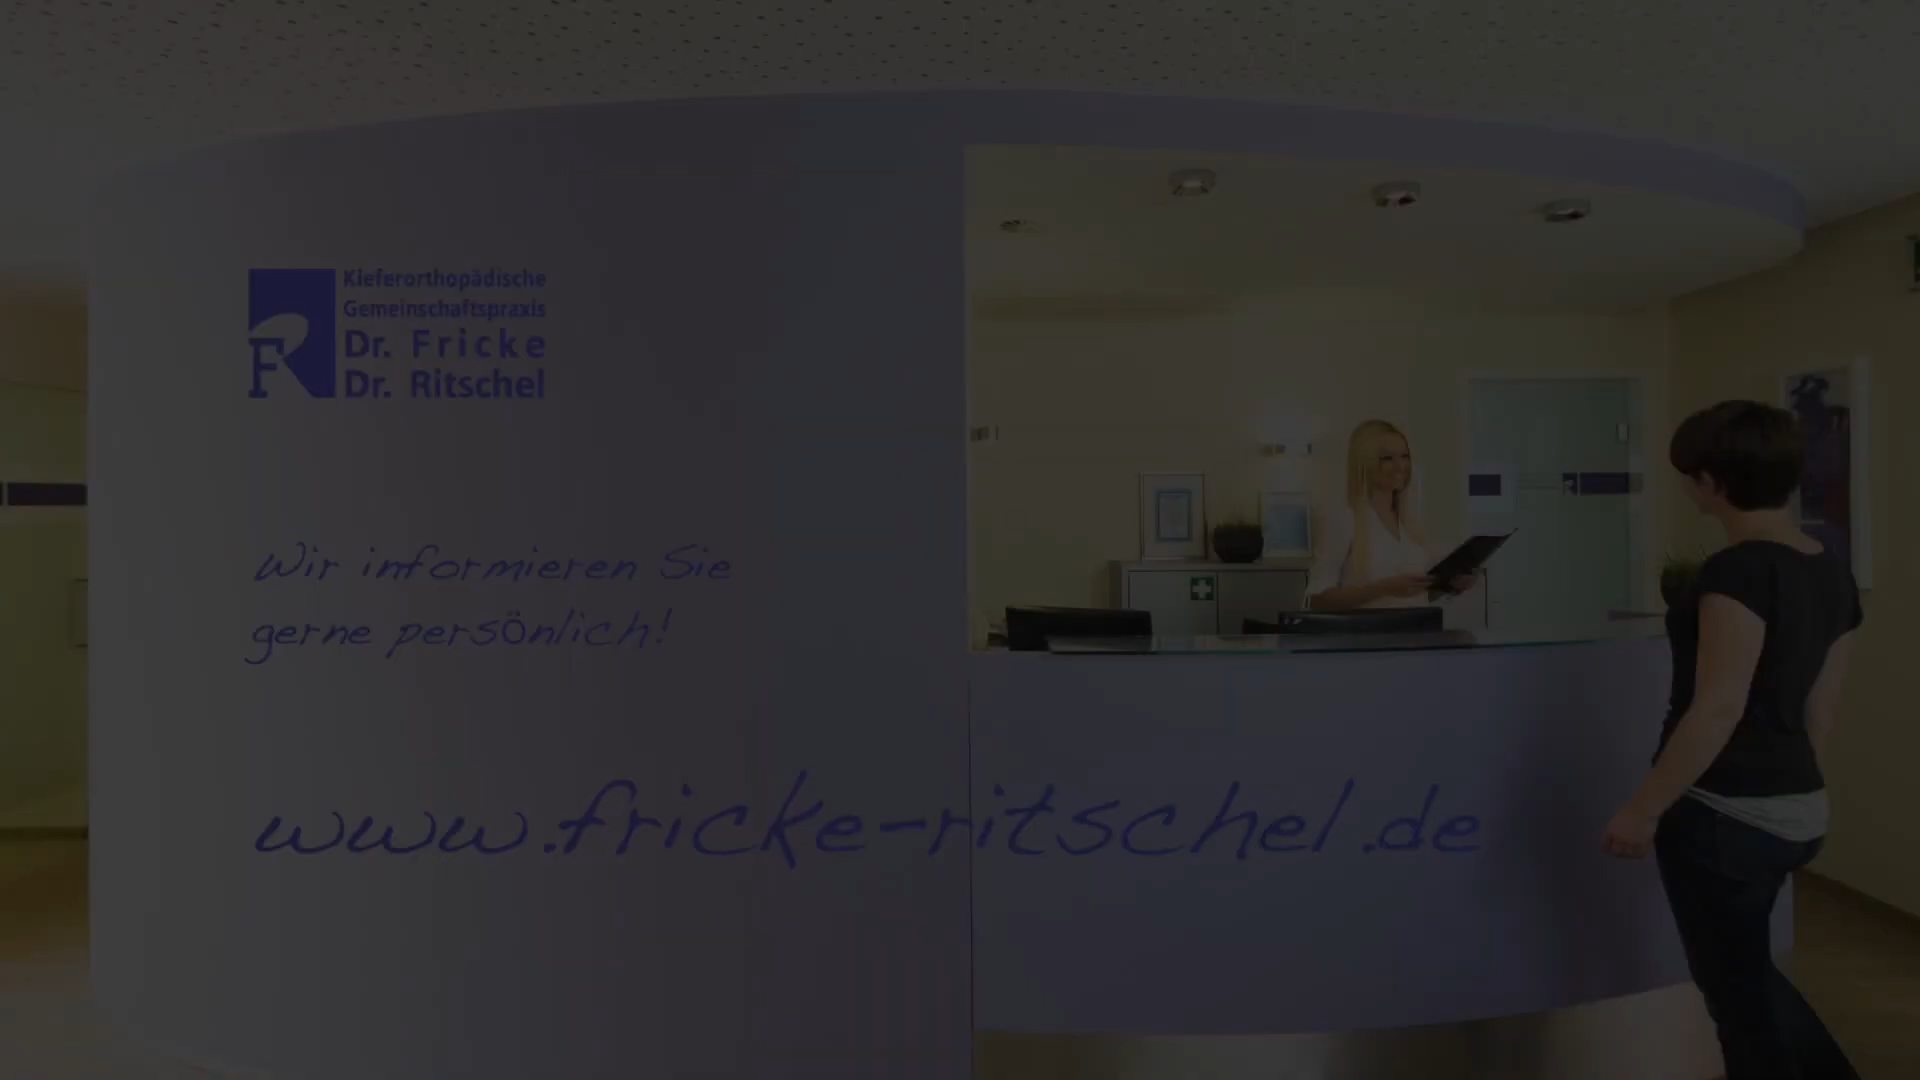 Kieferorthopädische
Gemeinschaftspraxis
Dr. Fricke
Dr. Ritschel
Wir informieren Sie
gerne persönlich!
www.fricke-ritschel.de